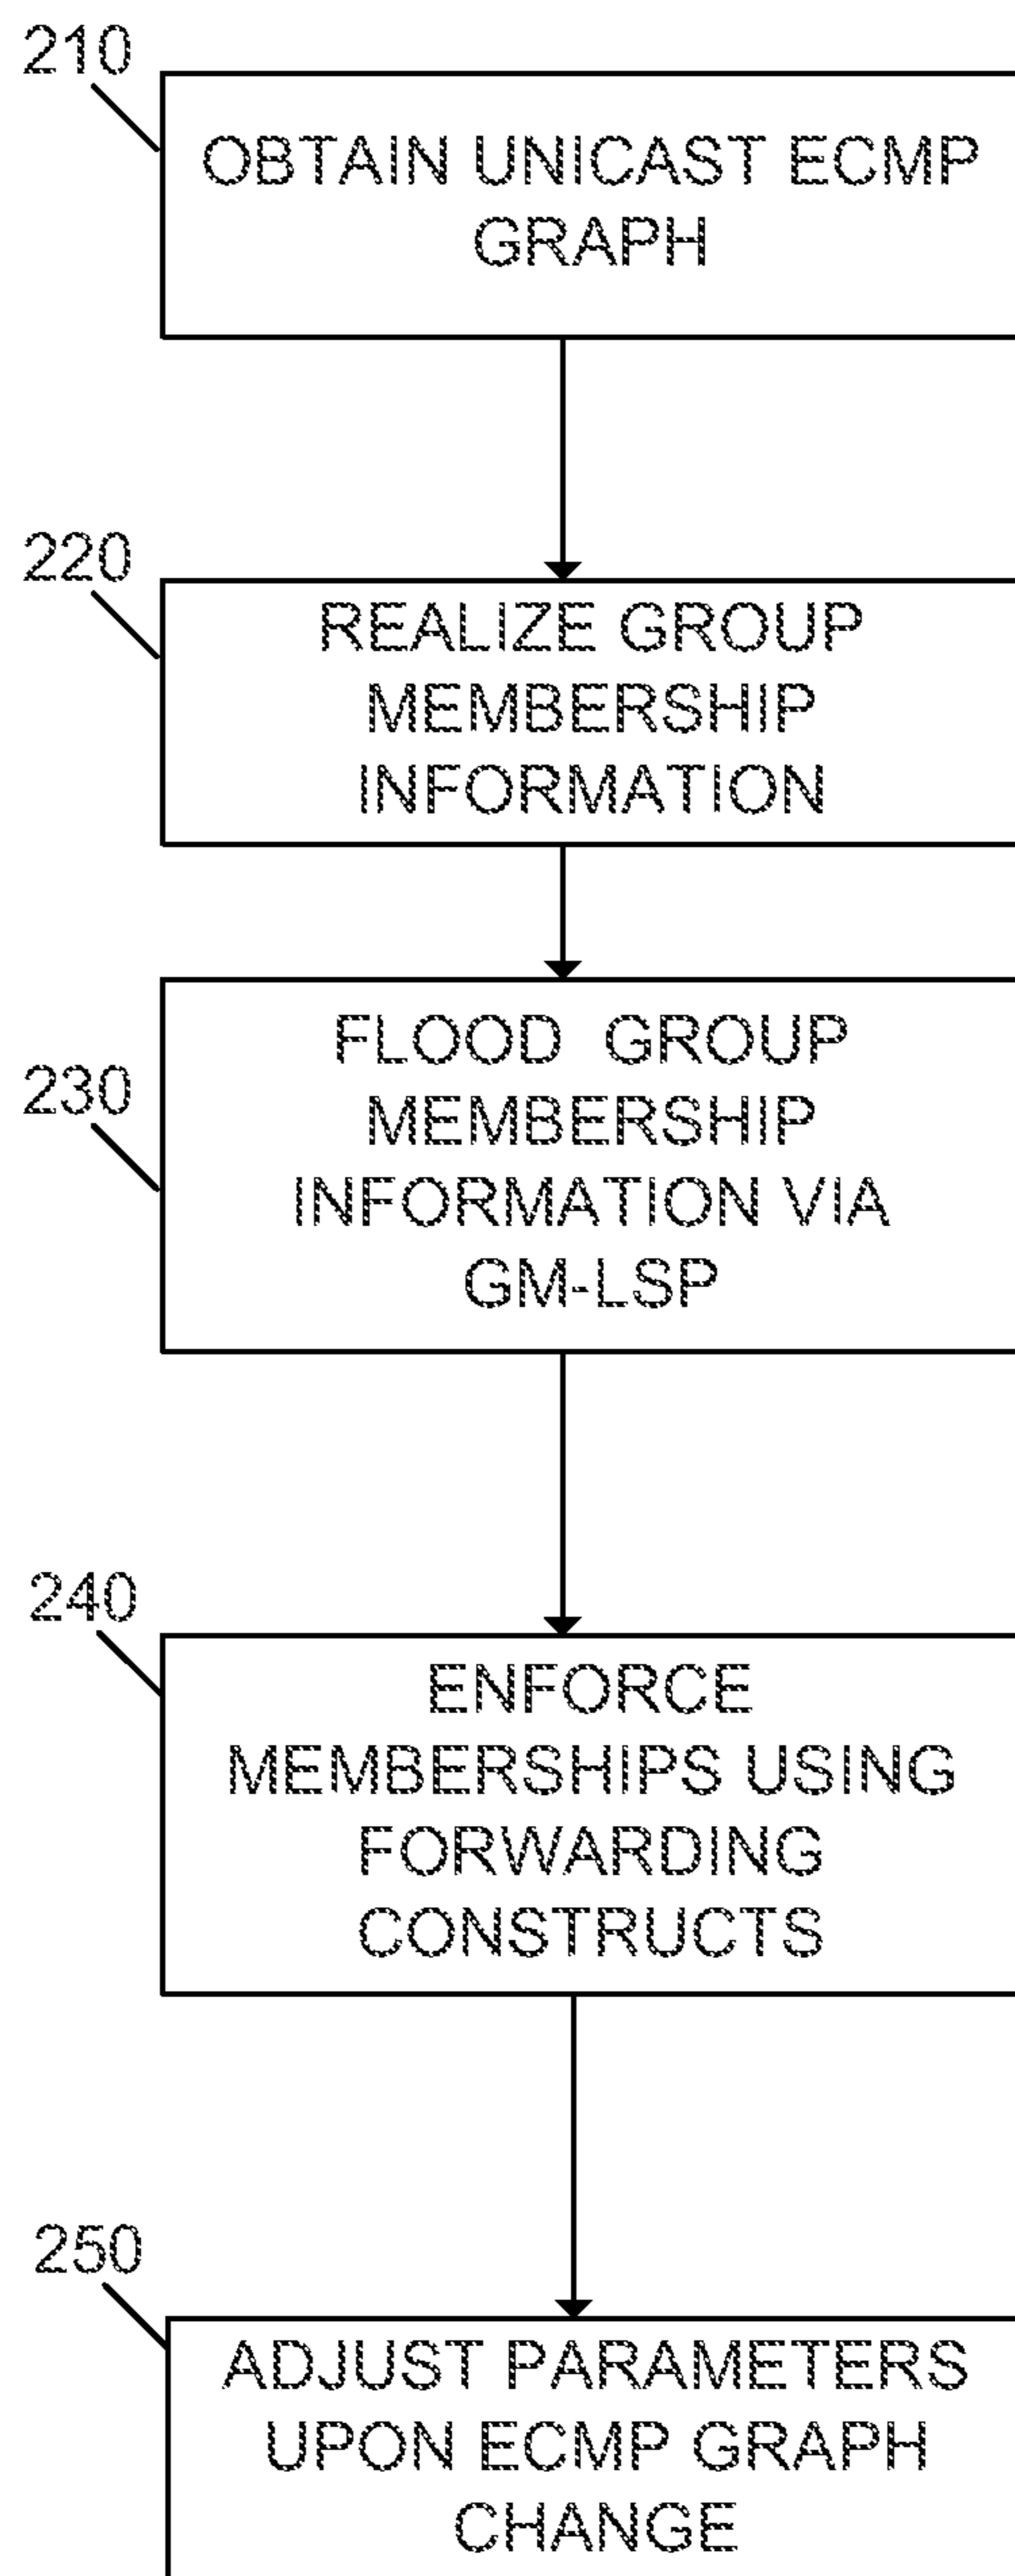 210
OBTAIN UNICAST ECMP
GRAPH
220
REALIZE GROUP
MEMBERSHIP
INFORMATION
230
FLOOD GROUP
MEMBERSHIP
INFORMATION VIA
GM-LSP
240
ENFORCE
MEMBERSHIPS USING
FORWARDING
CONSTRUCTS
250
ADJUST PARAMETERS
UPON ECMP GRAPH
CHANGE